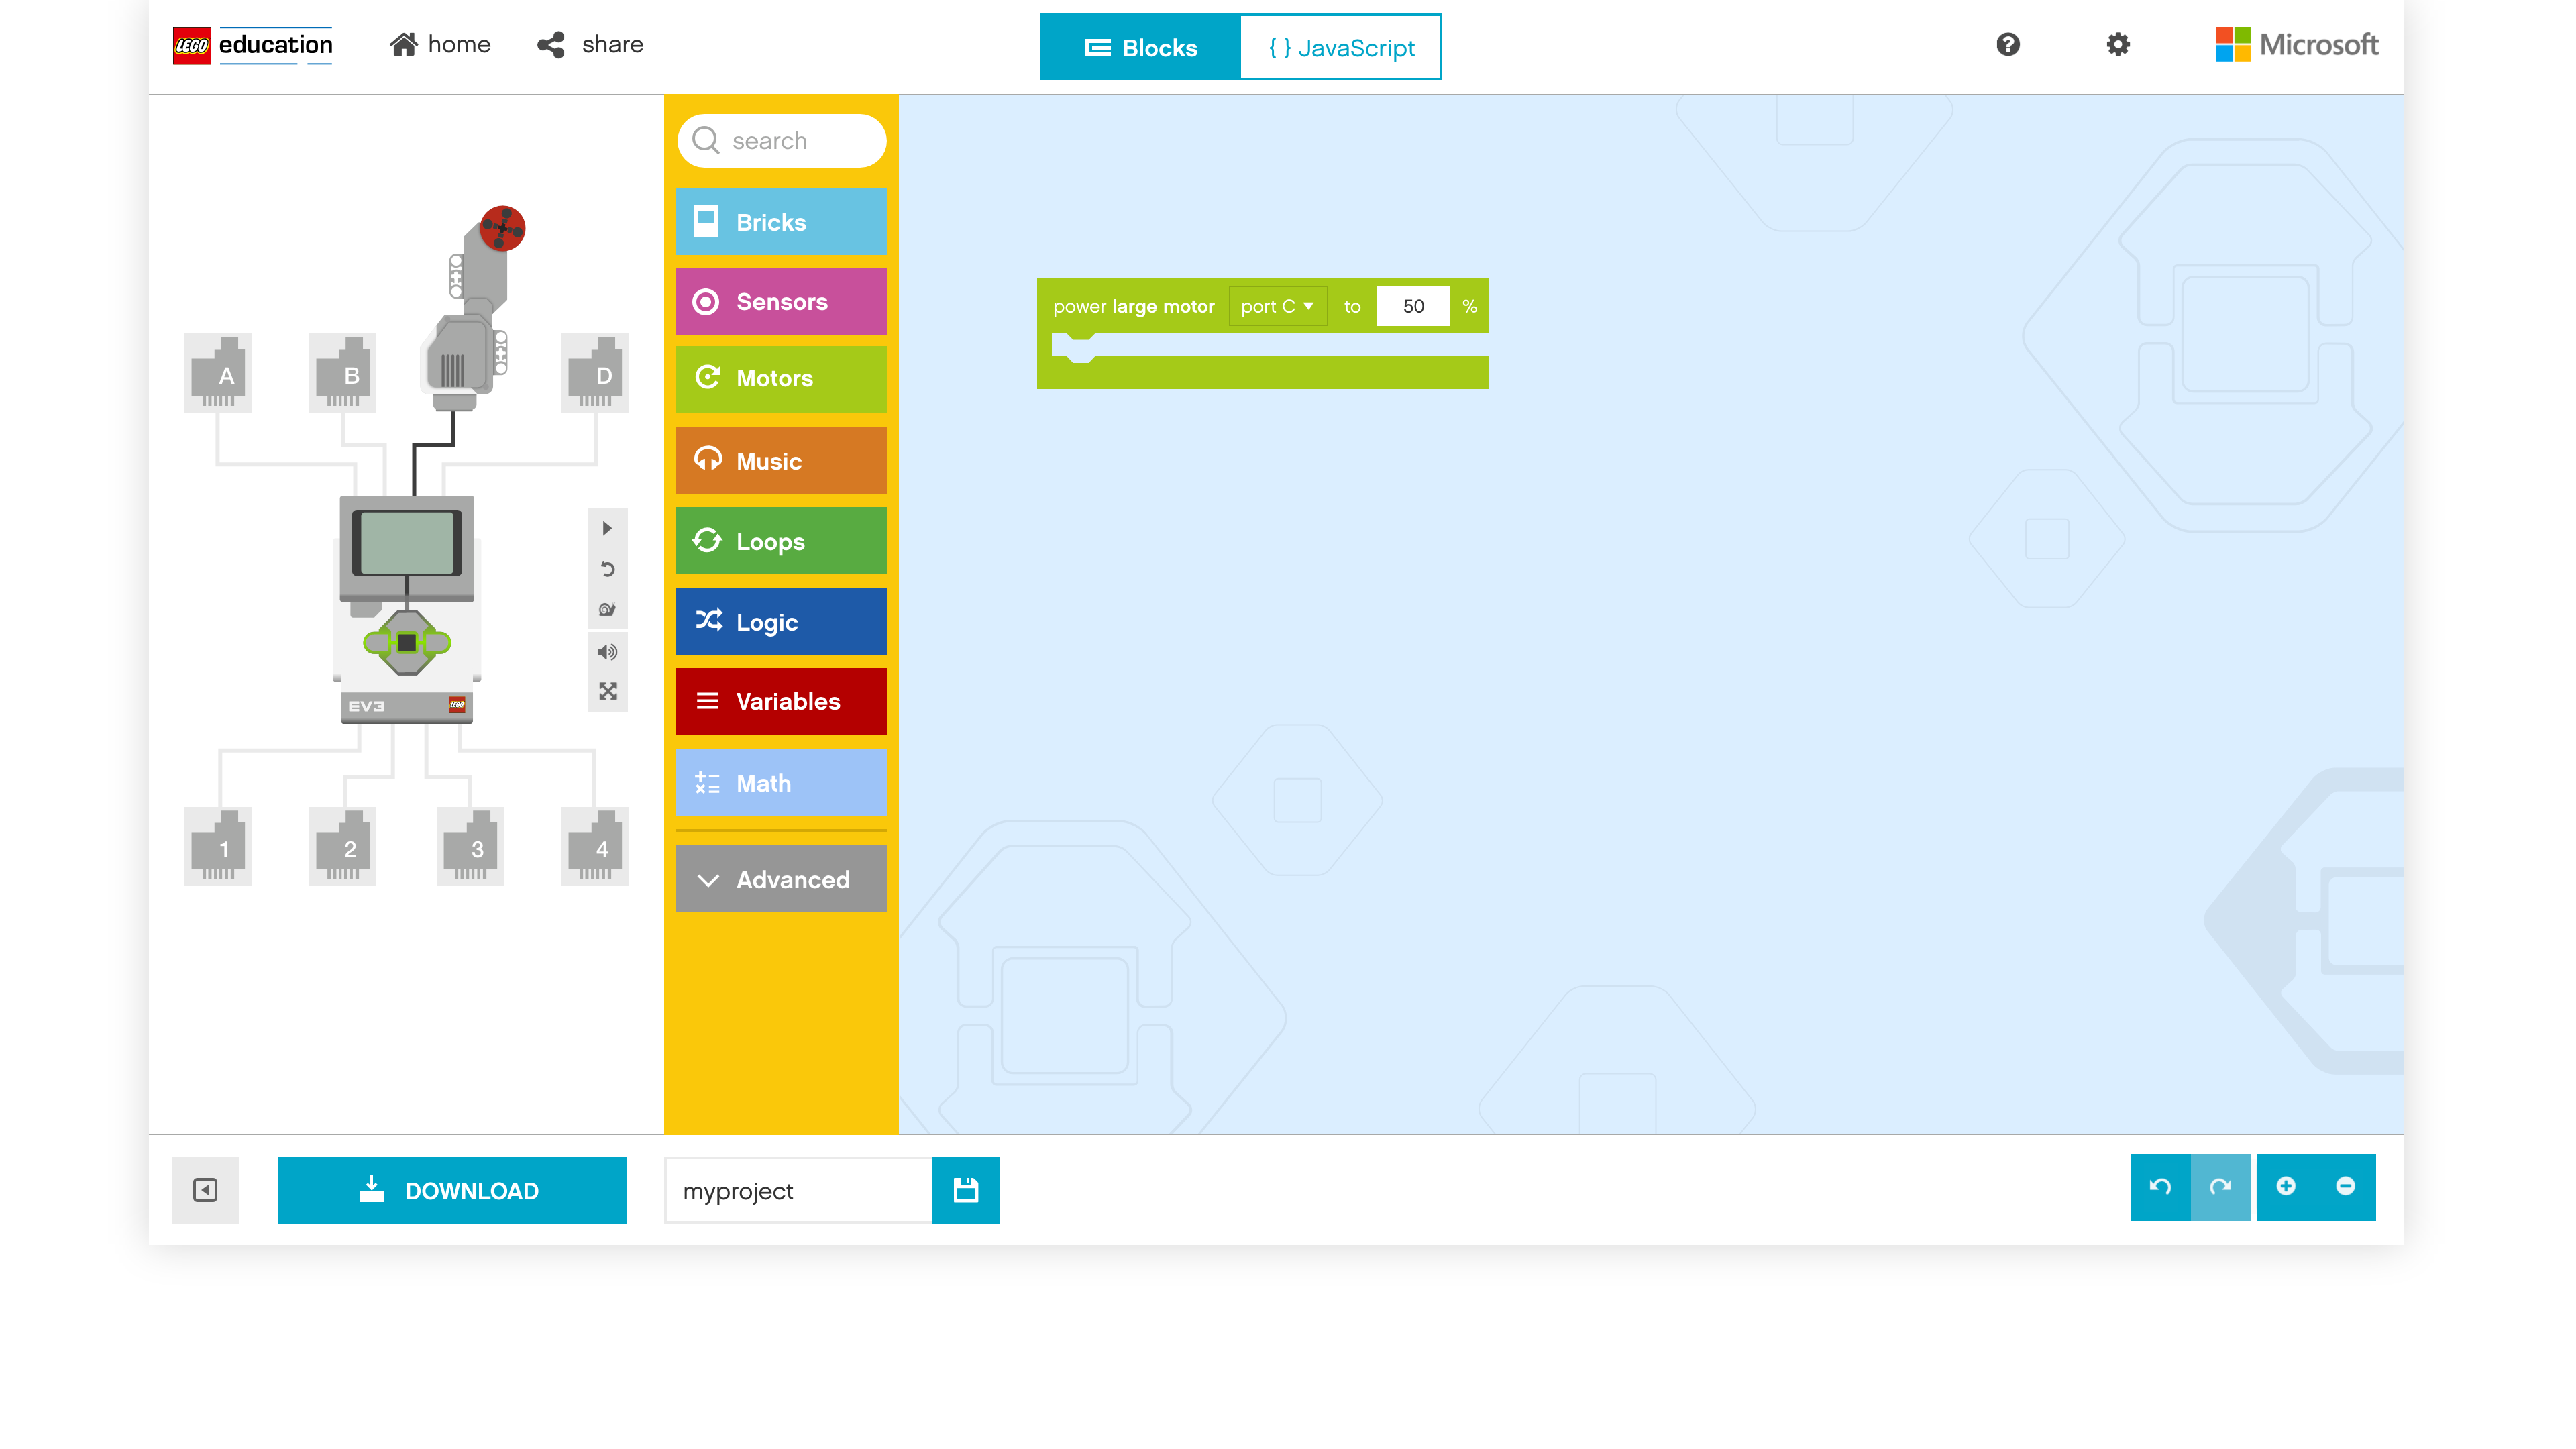 LEGO education home share Blocks { } JavaScript Microsoft
search
Bricks
Sensors
Motors
Music
Loops
Logic
Variables
Math
Advanced
power large motor port C to 50 %
A B D
EV3 LEGO
1 2 3 4
DOWNLOAD myproject